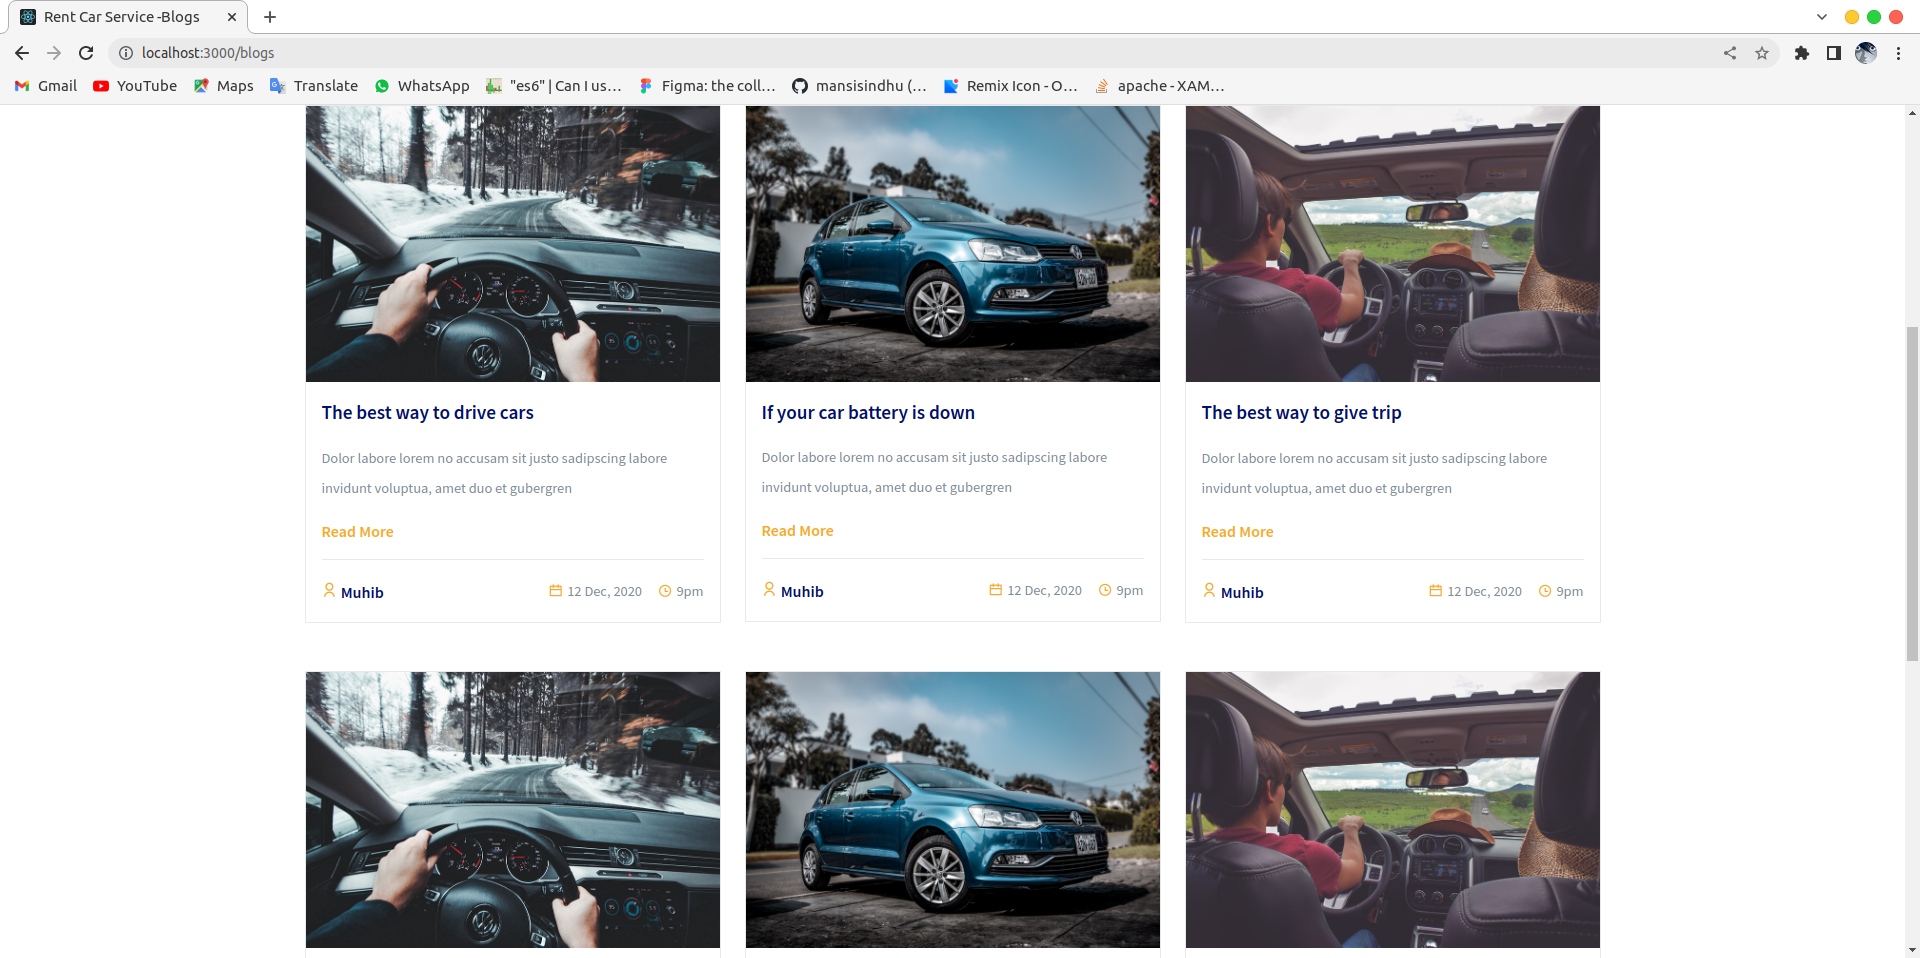 Rent Car Service -Blogs
localhost:3000/blogs
Gmail
YouTube
Maps
Translate
WhatsApp
"es6" | Can I us...
Figma: the coll...
mansisindhu (...
Remix Icon - O...
apache - XAM...
The best way to drive cars
Dolor labore lorem no accusam sit justo sadipscing labore
invidunt voluptua, amet duo et gubergren
Read More
Muhib
12 Dec, 2020
9pm
If your car battery is down
Dolor labore lorem no accusam sit justo sadipscing labore
invidunt voluptua, amet duo et gubergren
Read More
Muhib
12 Dec, 2020
9pm
The best way to give trip
Dolor labore lorem no accusam sit justo sadipscing labore
invidunt voluptua, amet duo et gubergren
Read More
Muhib
12 Dec, 2020
9pm